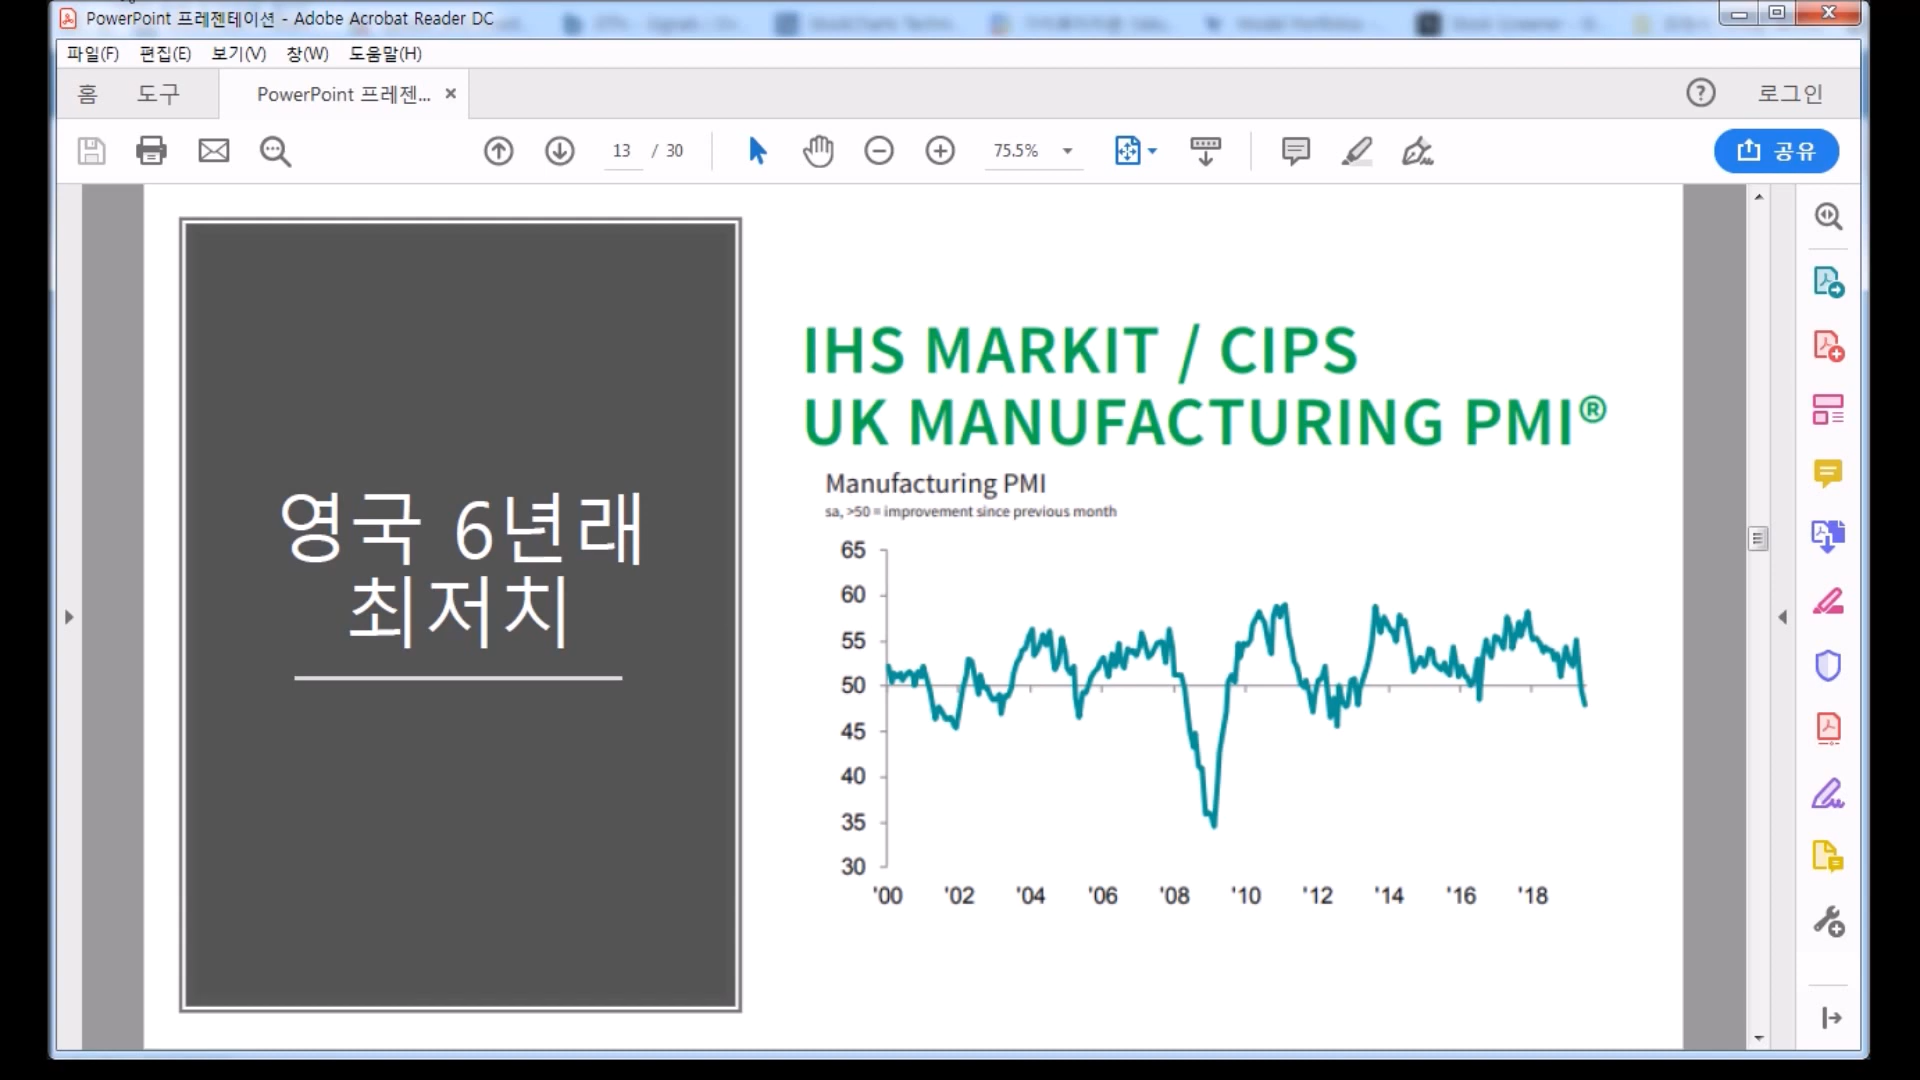 PowerPoint 프레젠테이션 - Adobe Acrobat Reader DC
파일(F) 편집(E) 보기(V) 창(W) 도움말(H)
홈 도구 PowerPoint 프레젠... × ? 로그인
13 / 30 75.5% 공유
영국 6년래
최저치
IHS MARKIT / CIPS
UK MANUFACTURING PMI®
Manufacturing PMI
sa, >50 = improvement since previous month
65
60
55
50
45
40
35
30
'00 '02 '04 '06 '08 '10 '12 '14 '16 '18